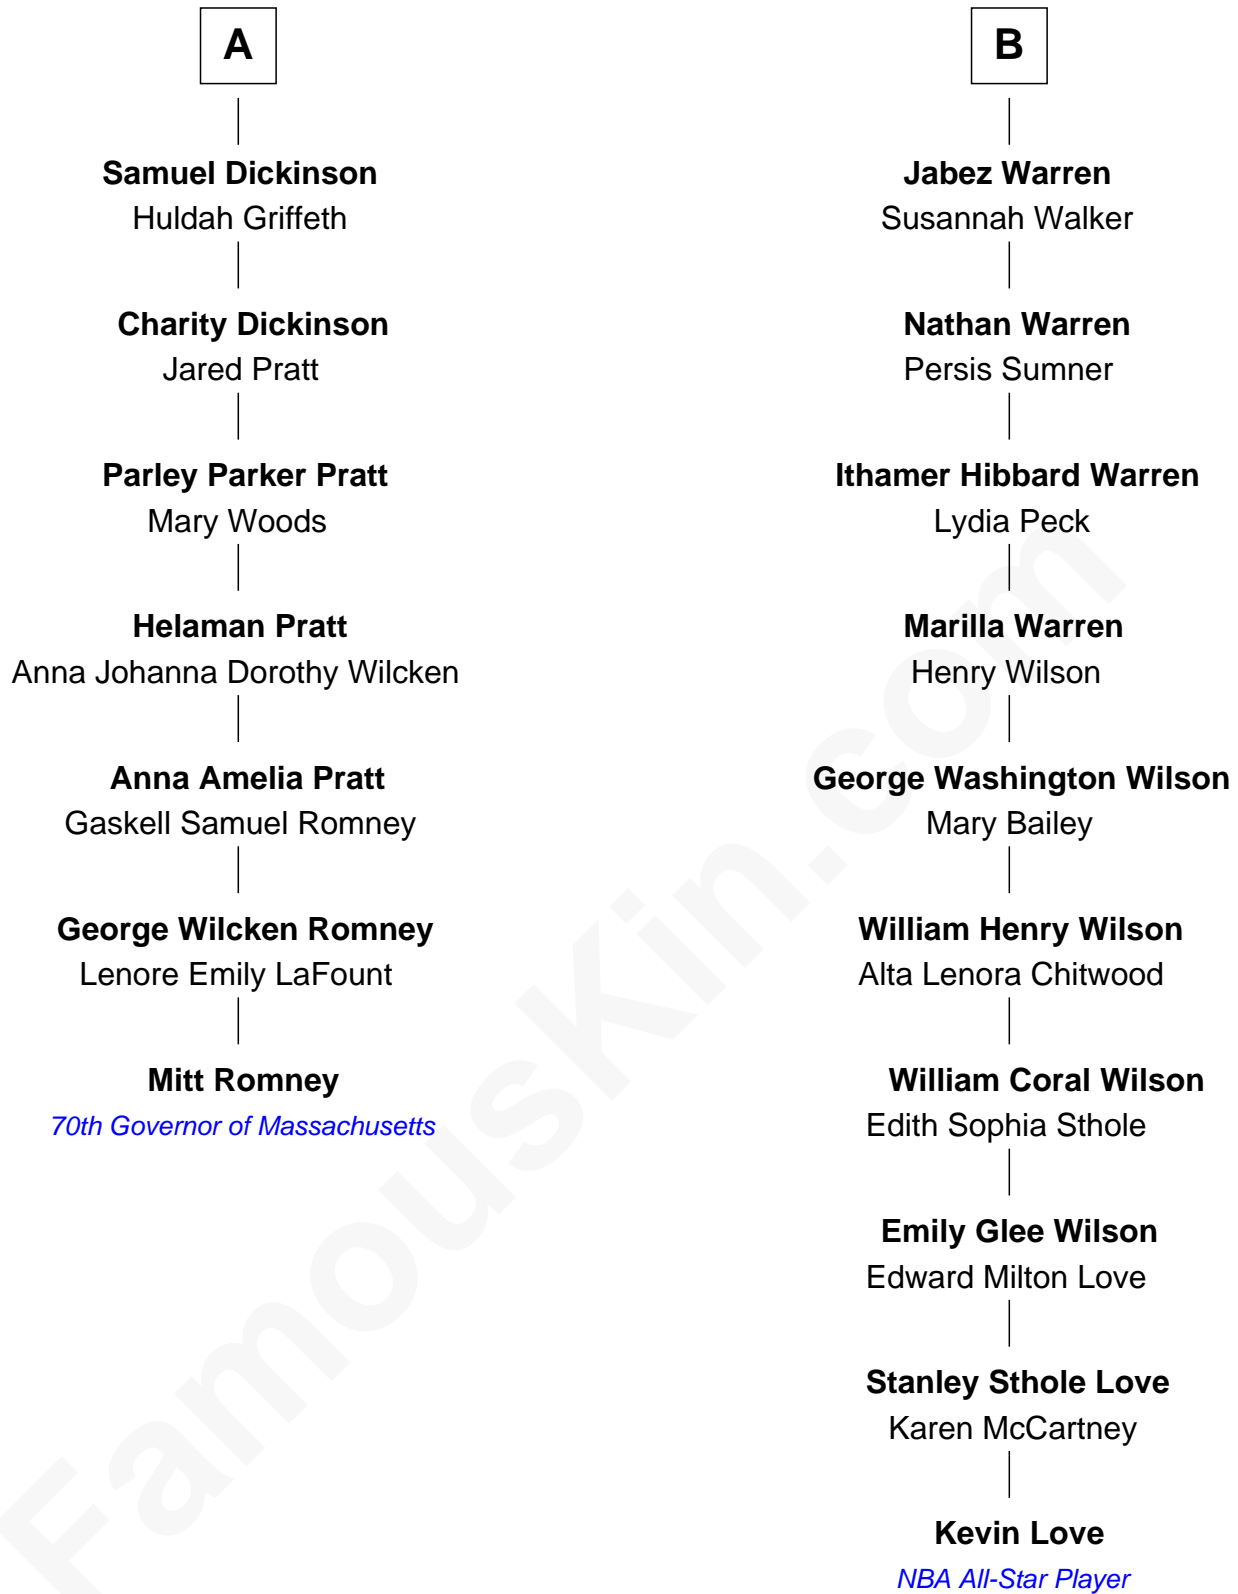 A
Samuel Dickinson
Huldah Griffeth
Charity Dickinson
Jared Pratt
Parley Parker Pratt
Mary Woods
Helaman Pratt
Anna Johanna Dorothy Wilcken
Anna Amelia Pratt
Gaskell Samuel Romney
George Wilcken Romney
Lenore Emily LaFount
Mitt Romney
70th Governor of Massachusetts
B
Jabez Warren
Susannah Walker
Nathan Warren
Persis Sumner
Ithamer Hibbard Warren
Lydia Peck
Marilla Warren
Henry Wilson
George Washington Wilson
Mary Bailey
William Henry Wilson
Alta Lenora Chitwood
William Coral Wilson
Edith Sophia Sthole
Emily Glee Wilson
Edward Milton Love
Stanley Sthole Love
Karen McCartney
Kevin Love
NBA All-Star Player
FamousKin.com